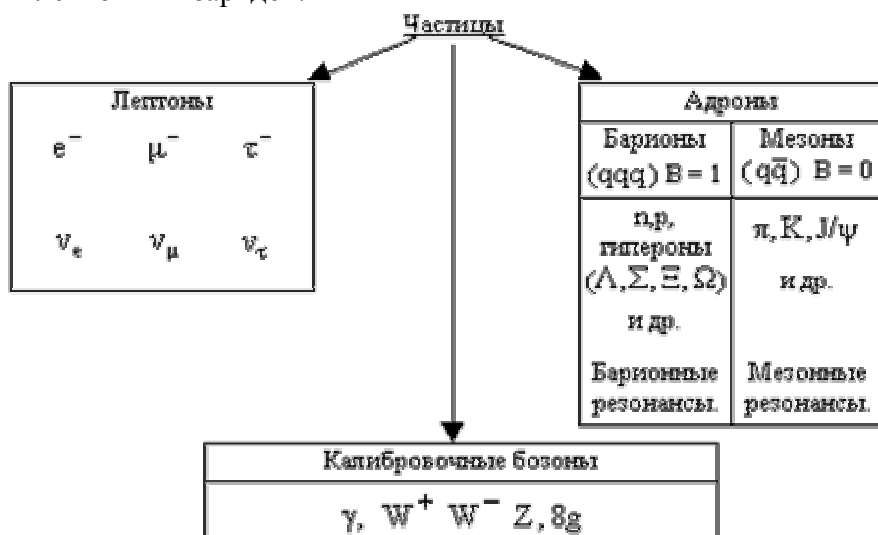 Частицы
Лептоны
e⁻ μ⁻ τ⁻
νₑ ν_μ ν_τ
Адроны
Барионы
(qqq) B = 1
n,p,
гипероны
(Λ,Σ,Ξ,Ω)
и др.
Барионные
резонансы.
Мезоны
(qq̅) B = 0
π,K,J/ψ
и др.
Мезонные
резонансы.
Калибровочные бозоны
γ, W⁺ W⁻ Z,8g